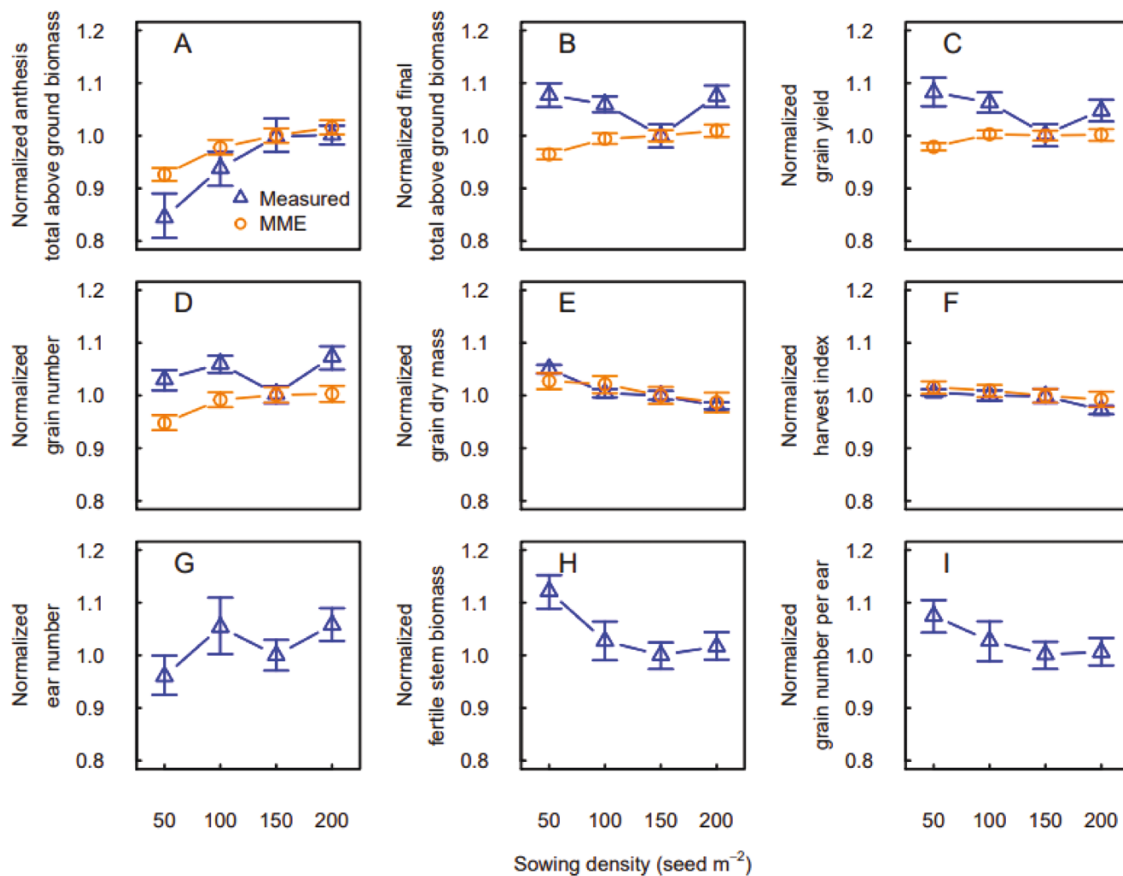 A
Normalized anthesis
total above ground biomass
1.2
1.1
1.0
0.9
0.8
Measured
MME
B
Normalized final
total above ground biomass
1.2
1.1
1.0
0.9
0.8
C
Normalized
grain yield
1.2
1.1
1.0
0.9
0.8
D
Normalized
grain number
1.2
1.1
1.0
0.9
0.8
E
Normalized
grain dry mass
1.2
1.1
1.0
0.9
0.8
F
Normalized
harvest index
1.2
1.1
1.0
0.9
0.8
G
Normalized
ear number
1.2
1.1
1.0
0.9
0.8
H
Normalized
fertile stem biomass
1.2
1.1
1.0
0.9
0.8
I
Normalized
grain number per ear
1.2
1.1
1.0
0.9
0.8
50 100 150 200
50 100 150 200
50 100 150 200
Sowing density (seed m⁻²)